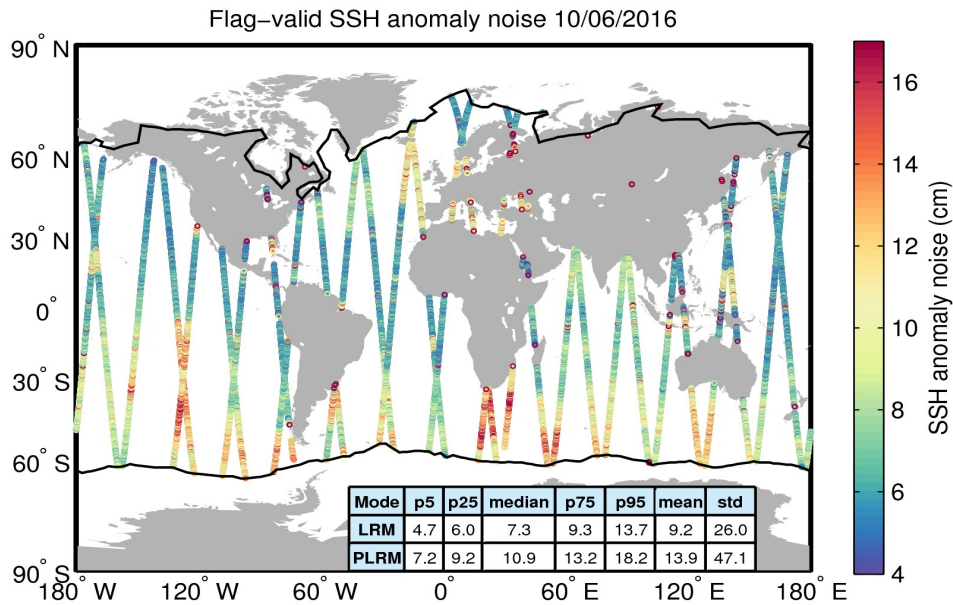 Flag−valid SSH anomaly noise 10/06/2016
90° N
60° N
30° N
0°
30° S
60° S
90° S
180° W
120° W
60° W
0°
60° E
120° E
180° E
Mode p5 p25 median p75 p95 mean std
LRM 4.7 6.0 7.3 9.3 13.7 9.2 26.0
PLRM 7.2 9.2 10.9 13.2 18.2 13.9 47.1
16
14
12
10
8
6
4
SSH anomaly noise (cm)